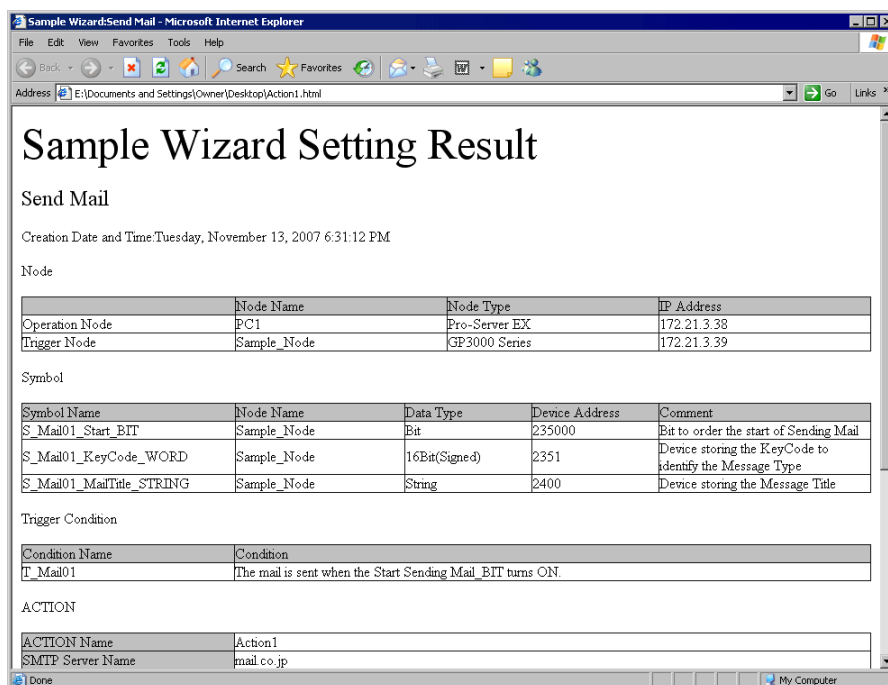 Sample Wizard:Send Mail - Microsoft Internet Explorer
File Edit View Favorites Tools Help
Back Search Favorites
Address E:\Documents and Settings\Owner\Desktop\Action1.html Go Links »
Sample Wizard Setting Result
Send Mail
Creation Date and Time:Tuesday, November 13, 2007 6:31:12 PM
Node
Node Name Node Type IP Address
Operation Node PC1 Pro-Server EX 172.21.3.38
Trigger Node Sample_Node GP3000 Series 172.21.3.39
Symbol
Symbol Name Node Name Data Type Device Address Comment
S_Mail01_Start_BIT Sample_Node Bit 235000 Bit to order the start of Sending Mail
S_Mail01_KeyCode_WORD Sample_Node 16Bit(Signed) 2351 Device storing the KeyCode to
identify the Message Type
S_Mail01_MailTitle_STRING Sample_Node String 2400 Device storing the Message Title
Trigger Condition
Condition Name Condition
T_Mail01 The mail is sent when the Start Sending Mail_BIT turns ON.
ACTION
ACTION Name Action1
SMTP Server Name mail.co.jp
Done My Computer